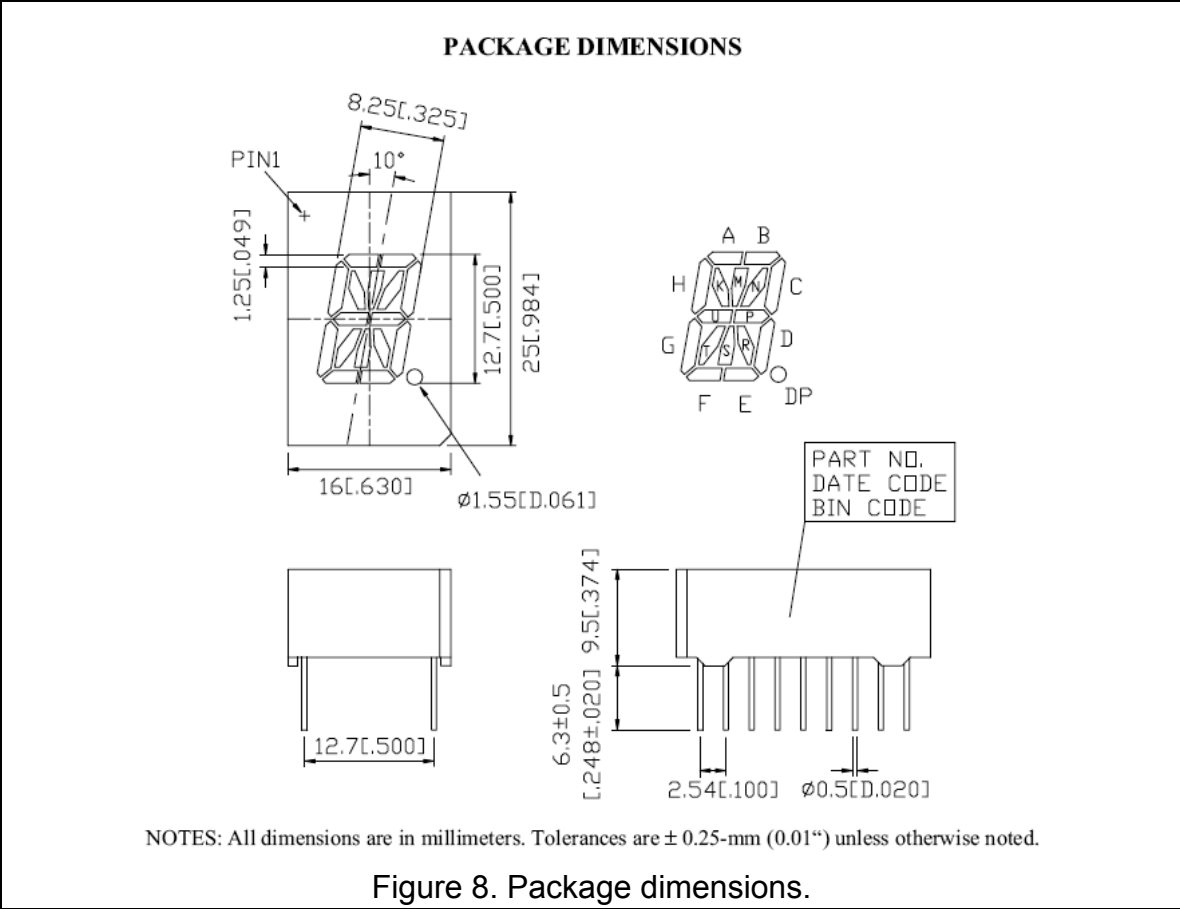 PACKAGE DIMENSIONS
8.25[.325]
PIN1
10°
1.25[.049]
12.7[.500]
25[.984]
16[.630]
⌀1.55[D.061]
A B
H K M N C
U P
G T S R D
F E DP
PART NO.
DATE CODE
BIN CODE
12.7[.500]
9.5[.374]
6.3±0.5
[.248±.020]
2.54[.100]
⌀0.5[D.020]
NOTES: All dimensions are in millimeters. Tolerances are ± 0.25-mm (0.01“) unless otherwise noted.
Figure 8. Package dimensions.